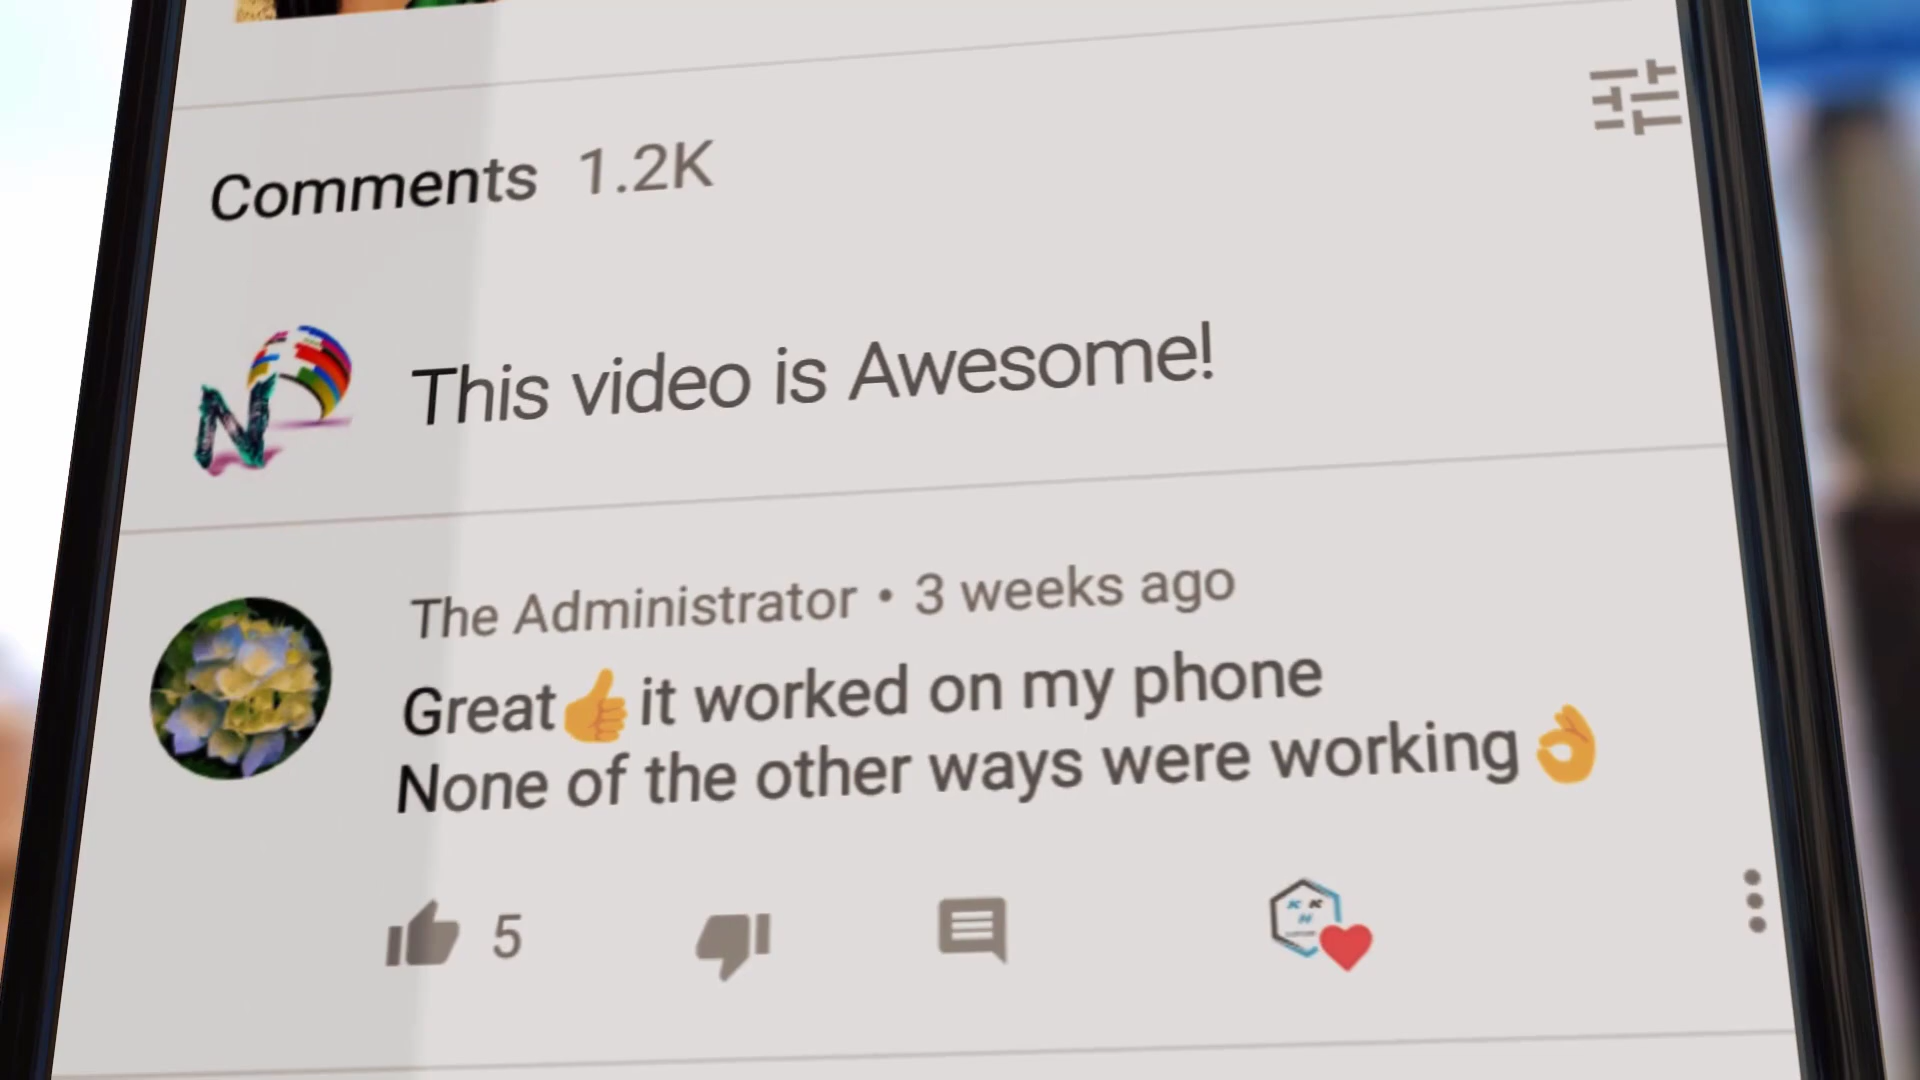 Comments 1.2K
This video is Awesome!
The Administrator • 3 weeks ago
Great👍it worked on my phone
None of the other ways were working👌
5